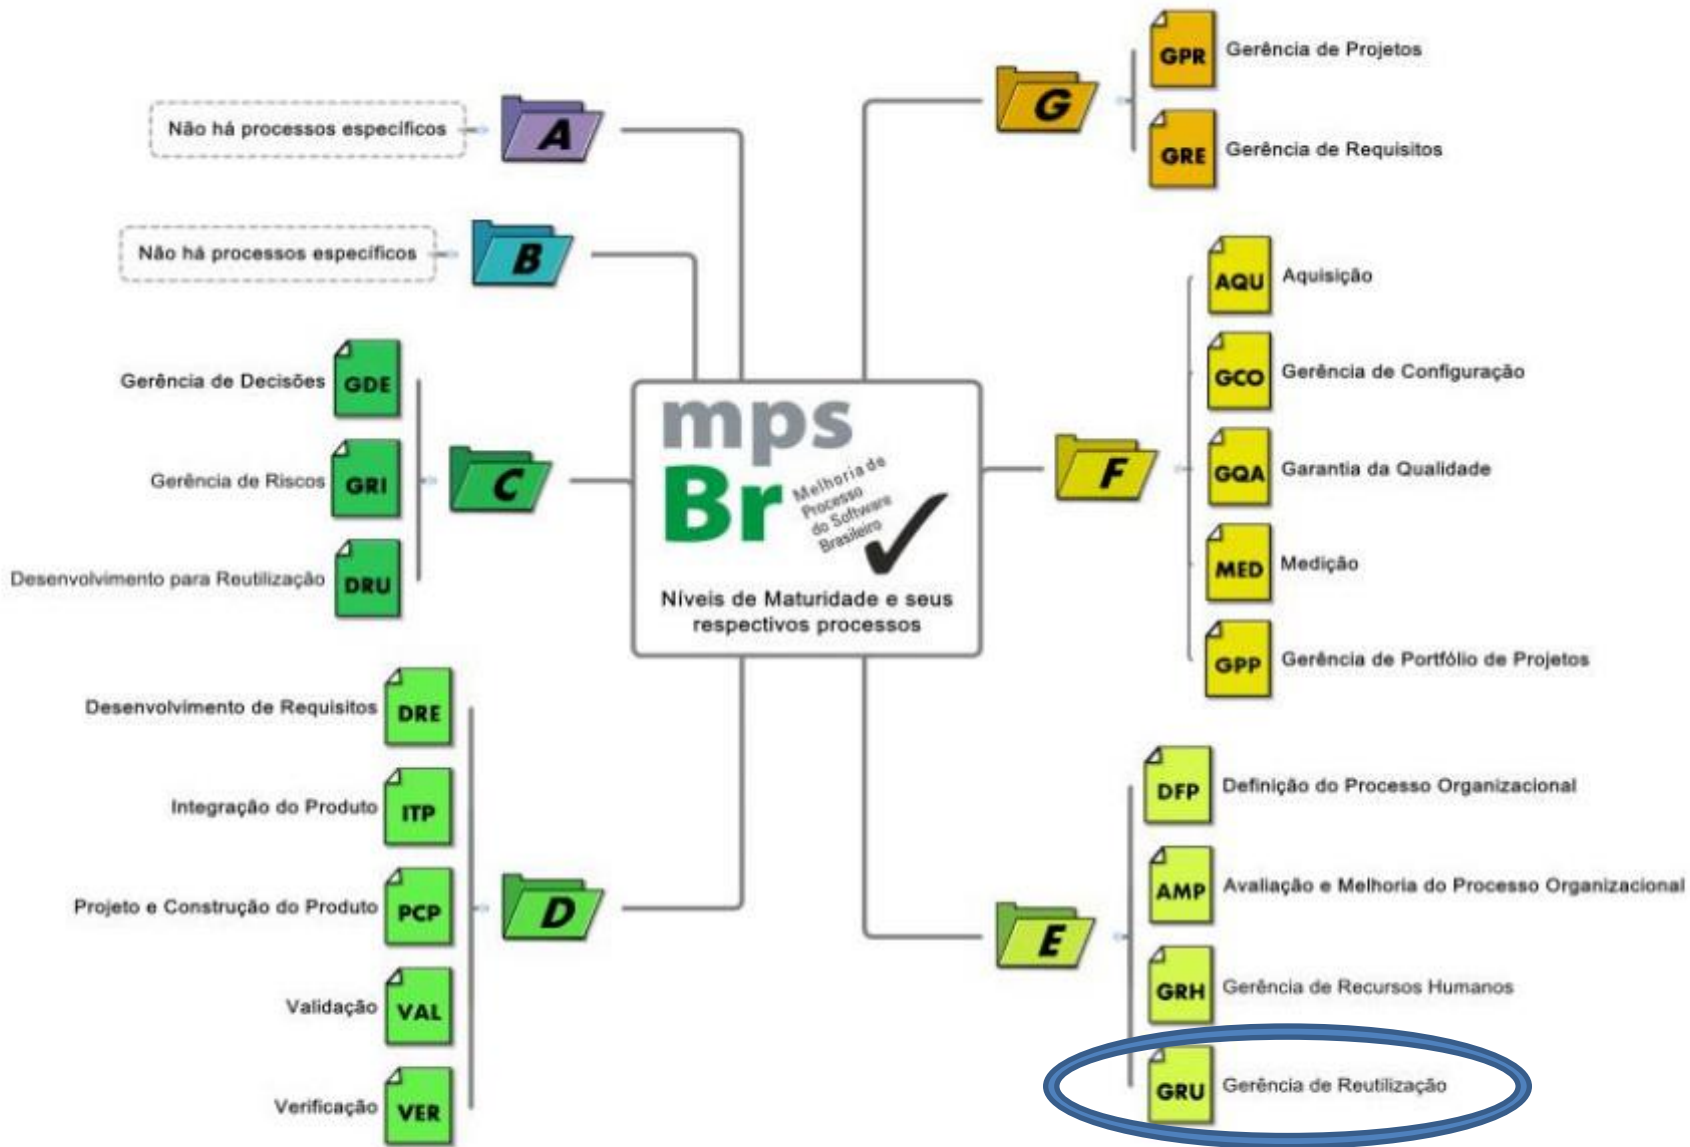 Não há processos específicos
A
Não há processos específicos
B
Gerência de Decisões
GDE
Gerência de Riscos
GRI
Desenvolvimento para Reutilização
DRU
C
Desenvolvimento de Requisitos
DRE
Integração do Produto
ITP
Projeto e Construção do Produto
PCP
Validação
VAL
Verificação
VER
D
mps
Br
Melhoria de
Processo
do Software
Brasileiro
Níveis de Maturidade e seus
respectivos processos
G
GPR
Gerência de Projetos
GRE
Gerência de Requisitos
F
AQU
Aquisição
GCO
Gerência de Configuração
GQA
Garantia da Qualidade
MED
Medição
GPP
Gerência de Portfólio de Projetos
E
DFP
Definição do Processo Organizacional
AMP
Avaliação e Melhoria do Processo Organizacional
GRH
Gerência de Recursos Humanos
GRU
Gerência de Reutilização